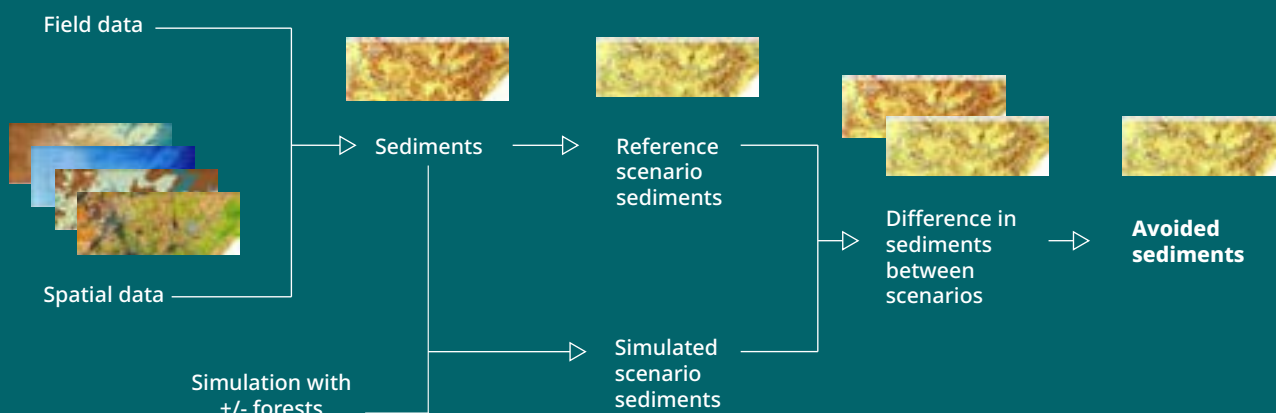 Field data
Spatial data
Sediments
Reference
scenario
sediments
Simulation with
+/- forests
Simulated
scenario
sediments
Difference in
sediments
between
scenarios
Avoided
sediments